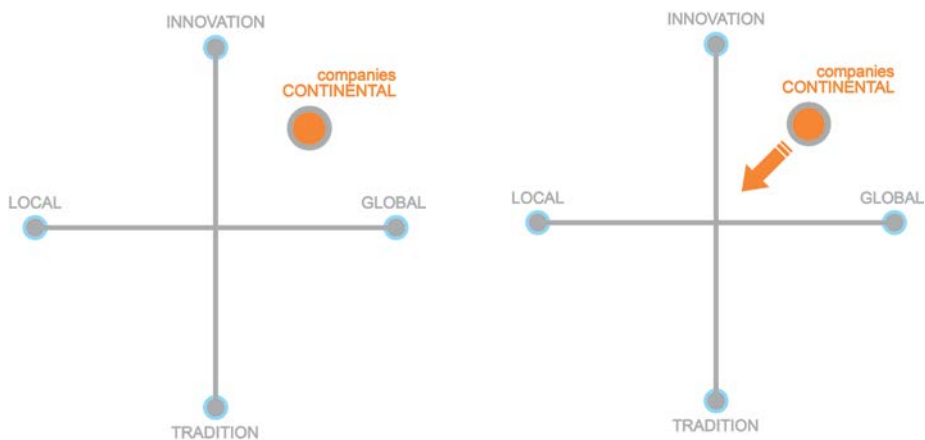 INNOVATION
companies
CONTINENTAL
LOCAL
GLOBAL
TRADITION
INNOVATION
companies
CONTINENTAL
LOCAL
GLOBAL
TRADITION